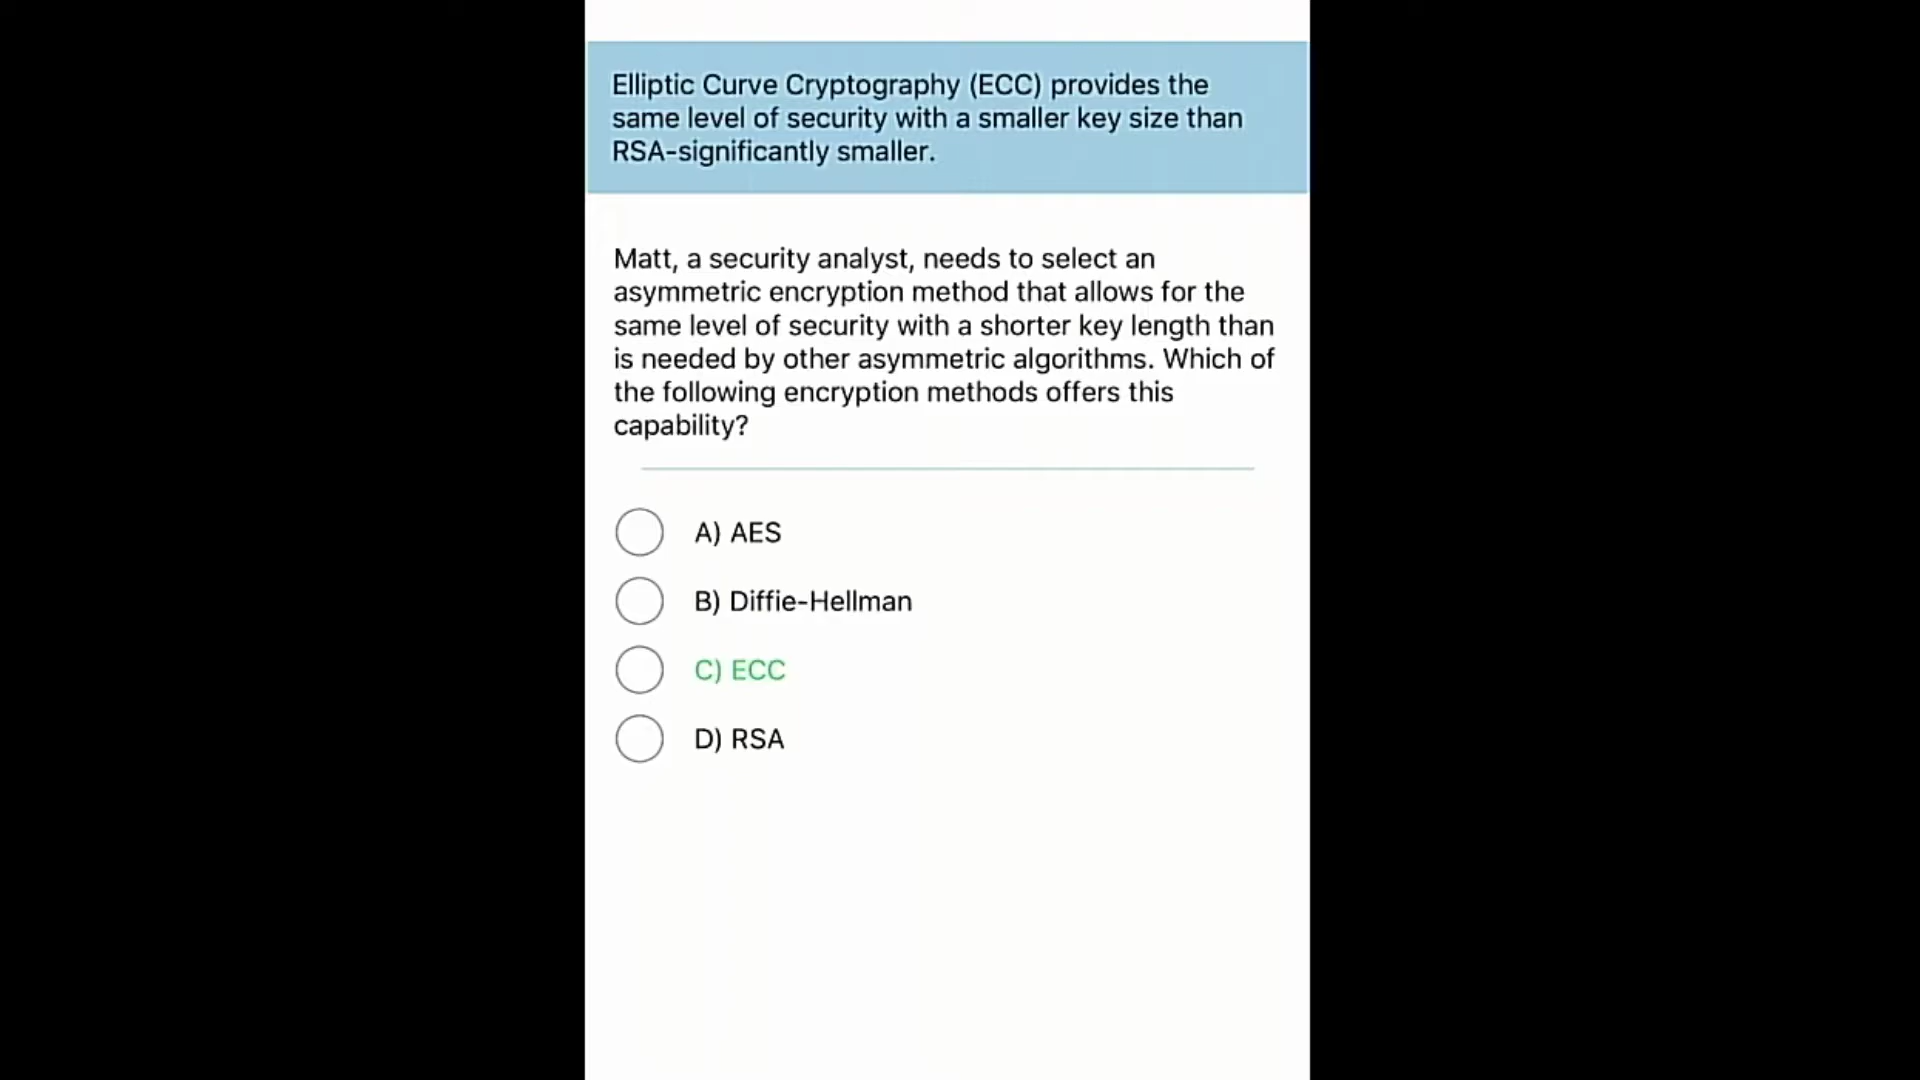 Elliptic Curve Cryptography (ECC) provides the
same level of security with a smaller key size than
RSA-significantly smaller.
Matt, a security analyst, needs to select an
asymmetric encryption method that allows for the
same level of security with a shorter key length than
is needed by other asymmetric algorithms. Which of
the following encryption methods offers this
capability?
A) AES
B) Diffie-Hellman
C) ECC
D) RSA